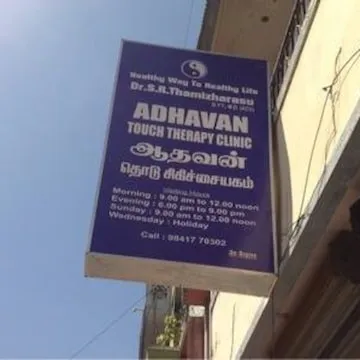 Healthy Way To Healthy Life
Dr.S.R.Thamizharasu
ADHAVAN
TOUCH THERAPY CLINIC
ஆதவன்
தொடு சிகிச்சையகம்
Morning : 9.00 am to 12.00 noon
Evening : 6.00 pm to 9.00 pm
Sunday : 9.00 am to 12.00 noon
Wednesday : Holiday
Call : 98417 70302